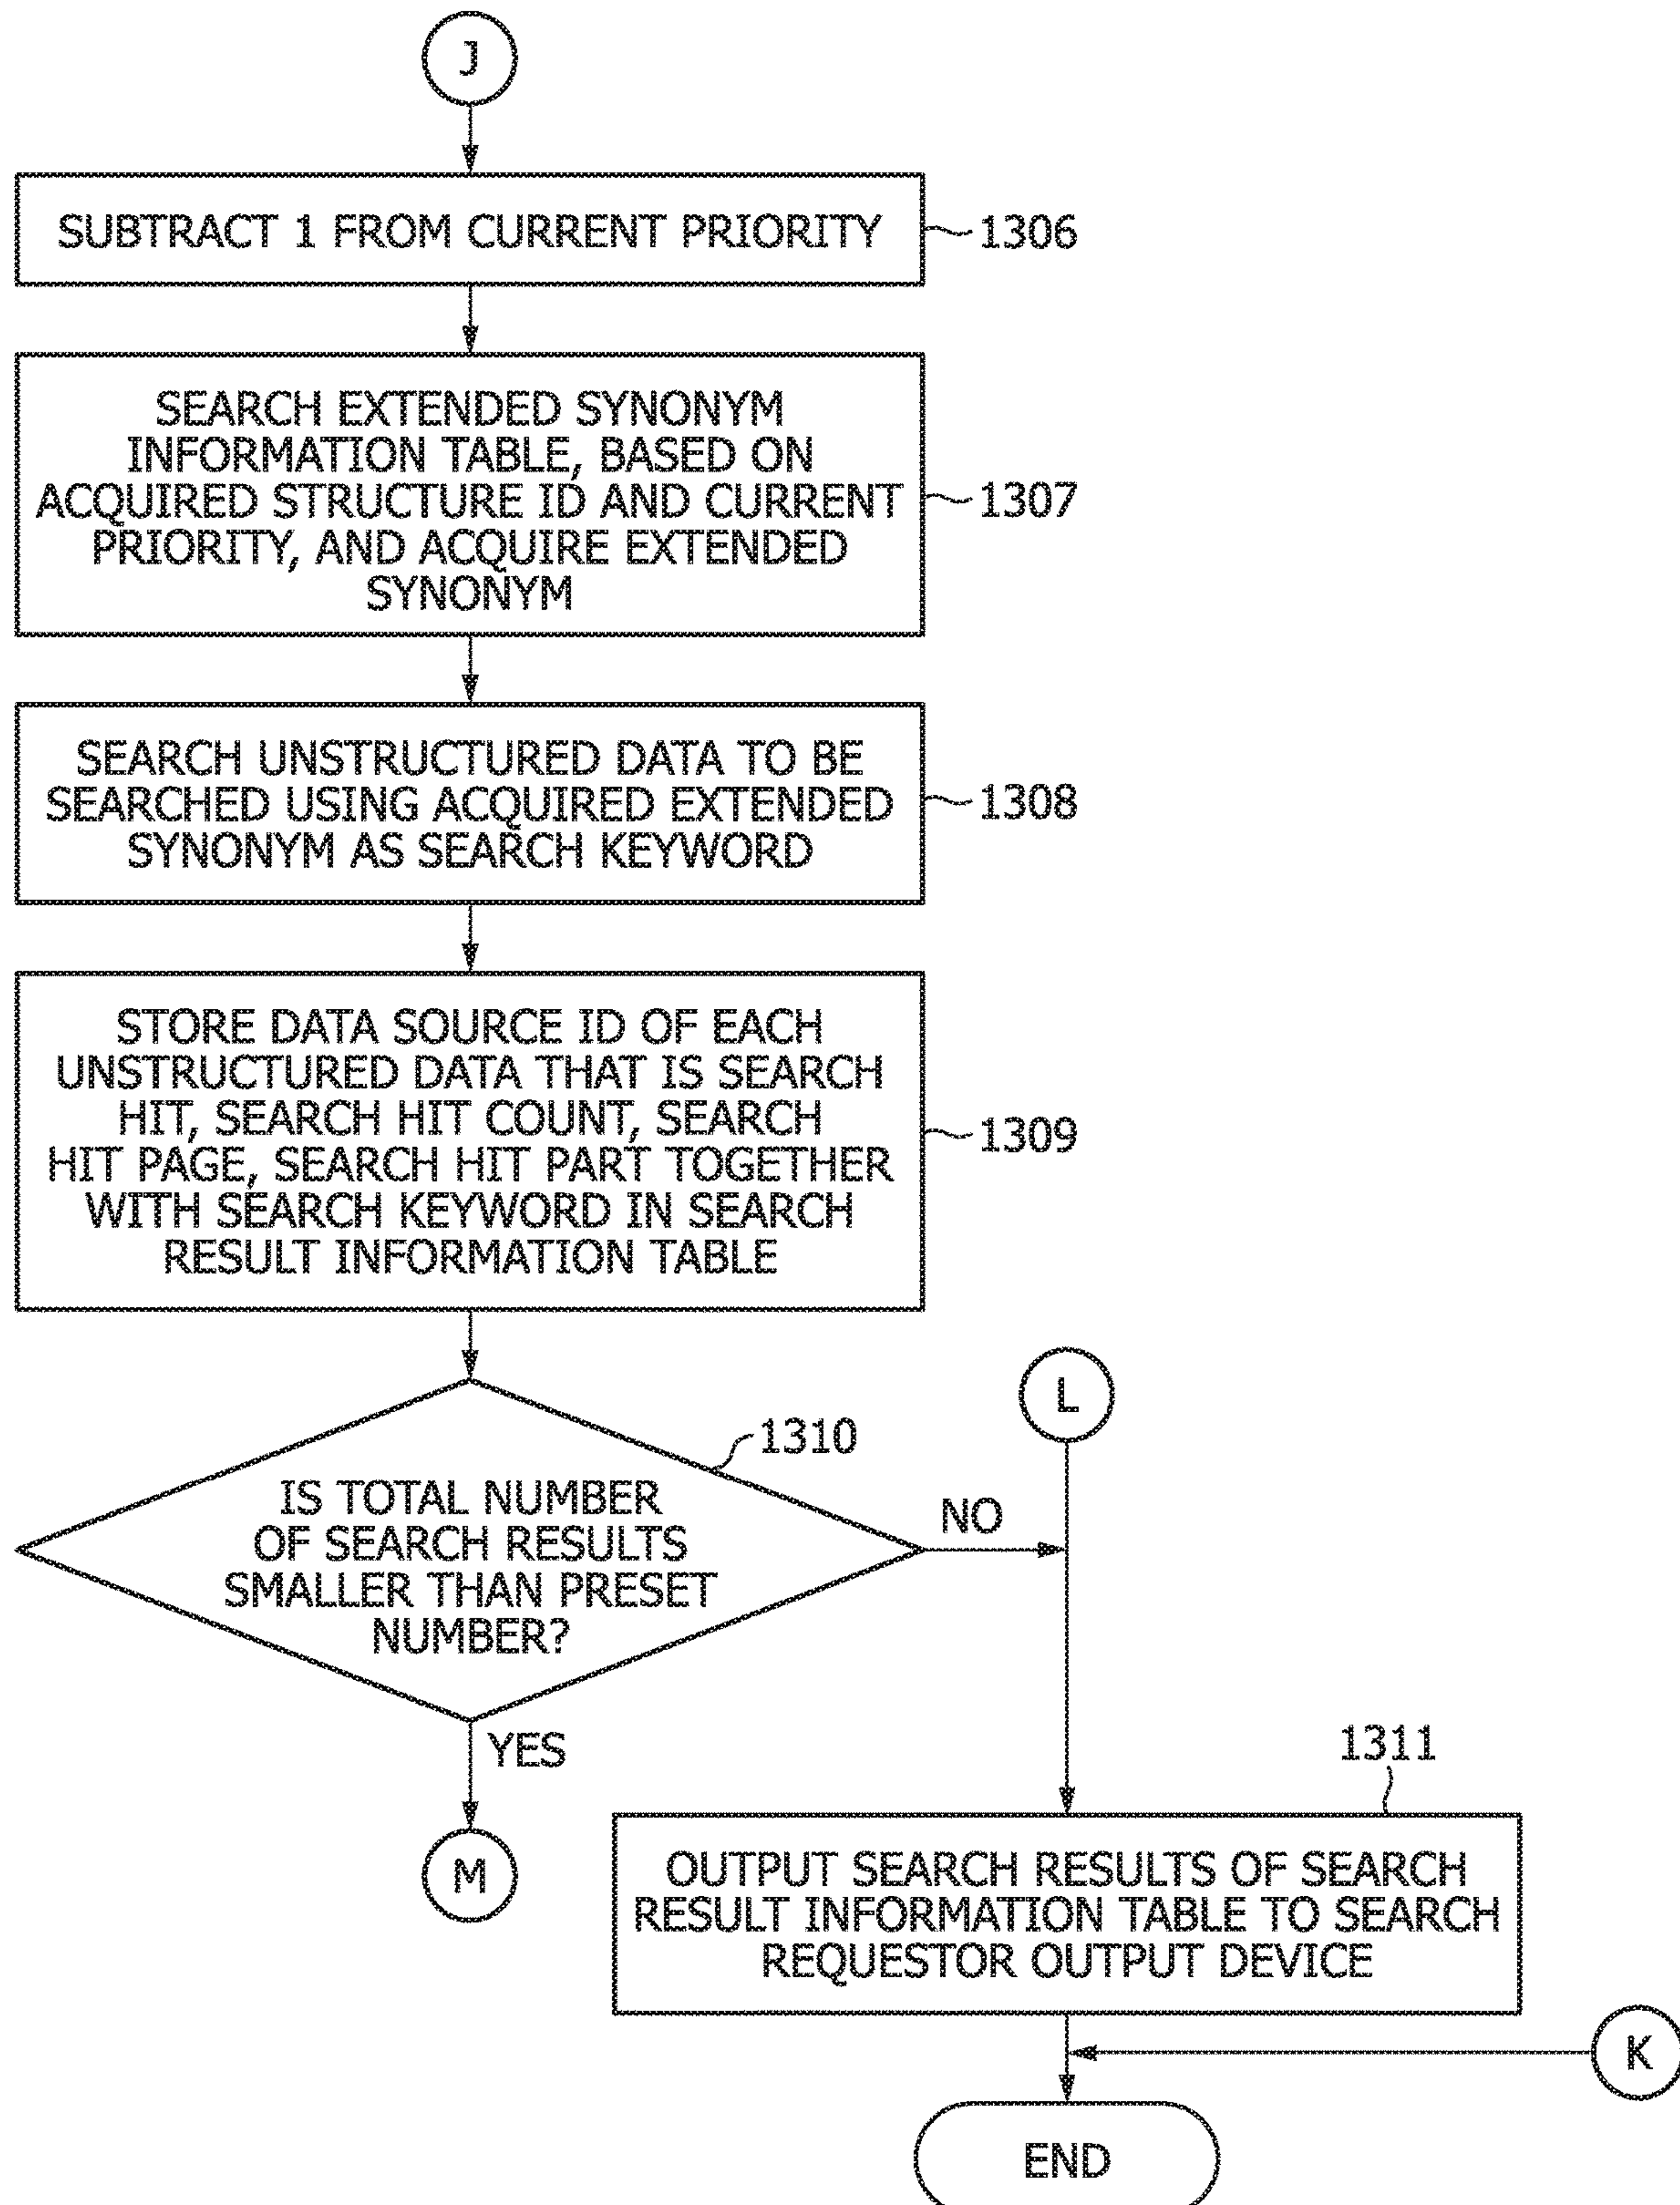 J
SUBTRACT 1 FROM CURRENT PRIORITY
1306
SEARCH EXTENDED SYNONYM
INFORMATION TABLE, BASED ON
ACQUIRED STRUCTURE ID AND CURRENT
PRIORITY, AND ACQUIRE EXTENDED
SYNONYM
1307
SEARCH UNSTRUCTURED DATA TO BE
SEARCHED USING ACQUIRED EXTENDED
SYNONYM AS SEARCH KEYWORD
1308
STORE DATA SOURCE ID OF EACH
UNSTRUCTURED DATA THAT IS SEARCH
HIT, SEARCH HIT COUNT, SEARCH
HIT PAGE, SEARCH HIT PART TOGETHER
WITH SEARCH KEYWORD IN SEARCH
RESULT INFORMATION TABLE
1309
L
1310
IS TOTAL NUMBER
OF SEARCH RESULTS
SMALLER THAN PRESET
NUMBER?
NO
YES
M
1311
OUTPUT SEARCH RESULTS OF SEARCH
RESULT INFORMATION TABLE TO SEARCH
REQUESTOR OUTPUT DEVICE
K
END